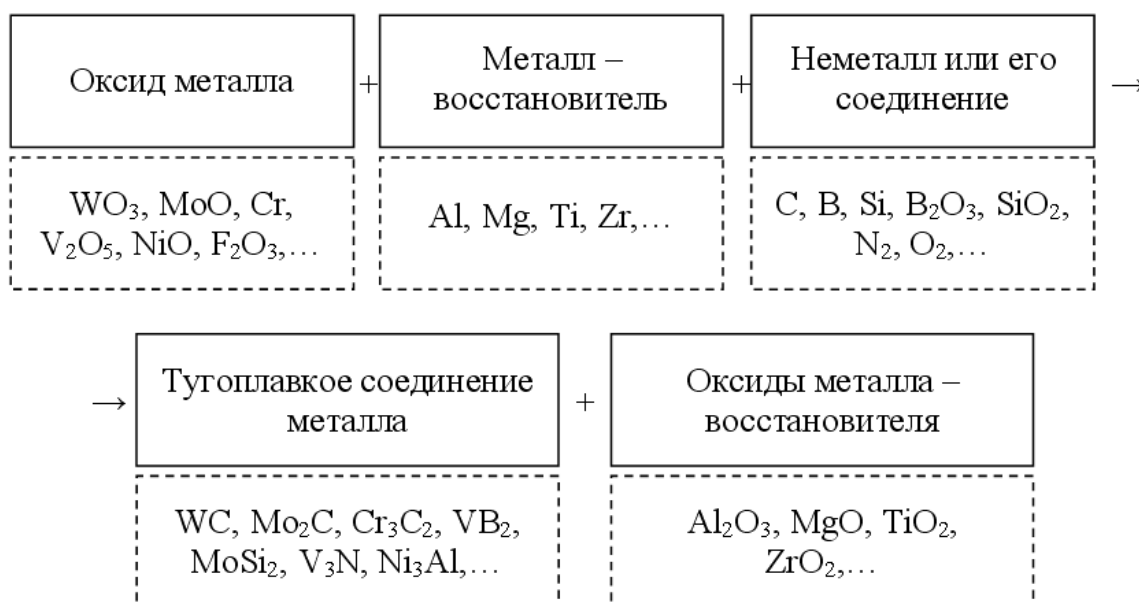 Оксид металла + Металл – восстановитель + Неметалл или его соединение →
WO₃, MoO, Cr, V₂O₅, NiO, F₂O₃,…
Al, Mg, Ti, Zr,…
C, B, Si, B₂O₃, SiO₂, N₂, O₂,…
→ Тугоплавкое соединение металла + Оксиды металла – восстановителя
WC, Mo₂C, Cr₃C₂, VB₂, MoSi₂, V₃N, Ni₃Al,…
Al₂O₃, MgO, TiO₂, ZrO₂,…